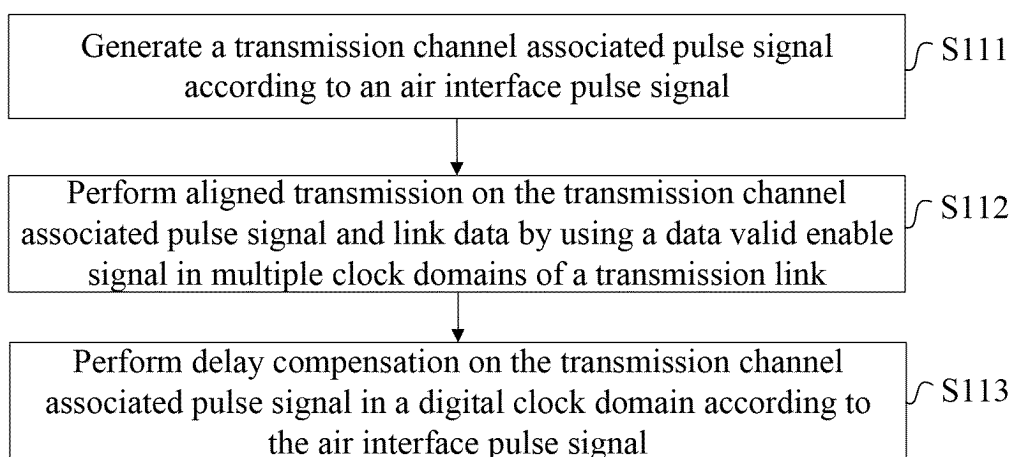 Generate a transmission channel associated pulse signal
according to an air interface pulse signal
S111
Perform aligned transmission on the transmission channel
associated pulse signal and link data by using a data valid enable
signal in multiple clock domains of a transmission link
S112
Perform delay compensation on the transmission channel
associated pulse signal in a digital clock domain according to
the air interface pulse signal
S113